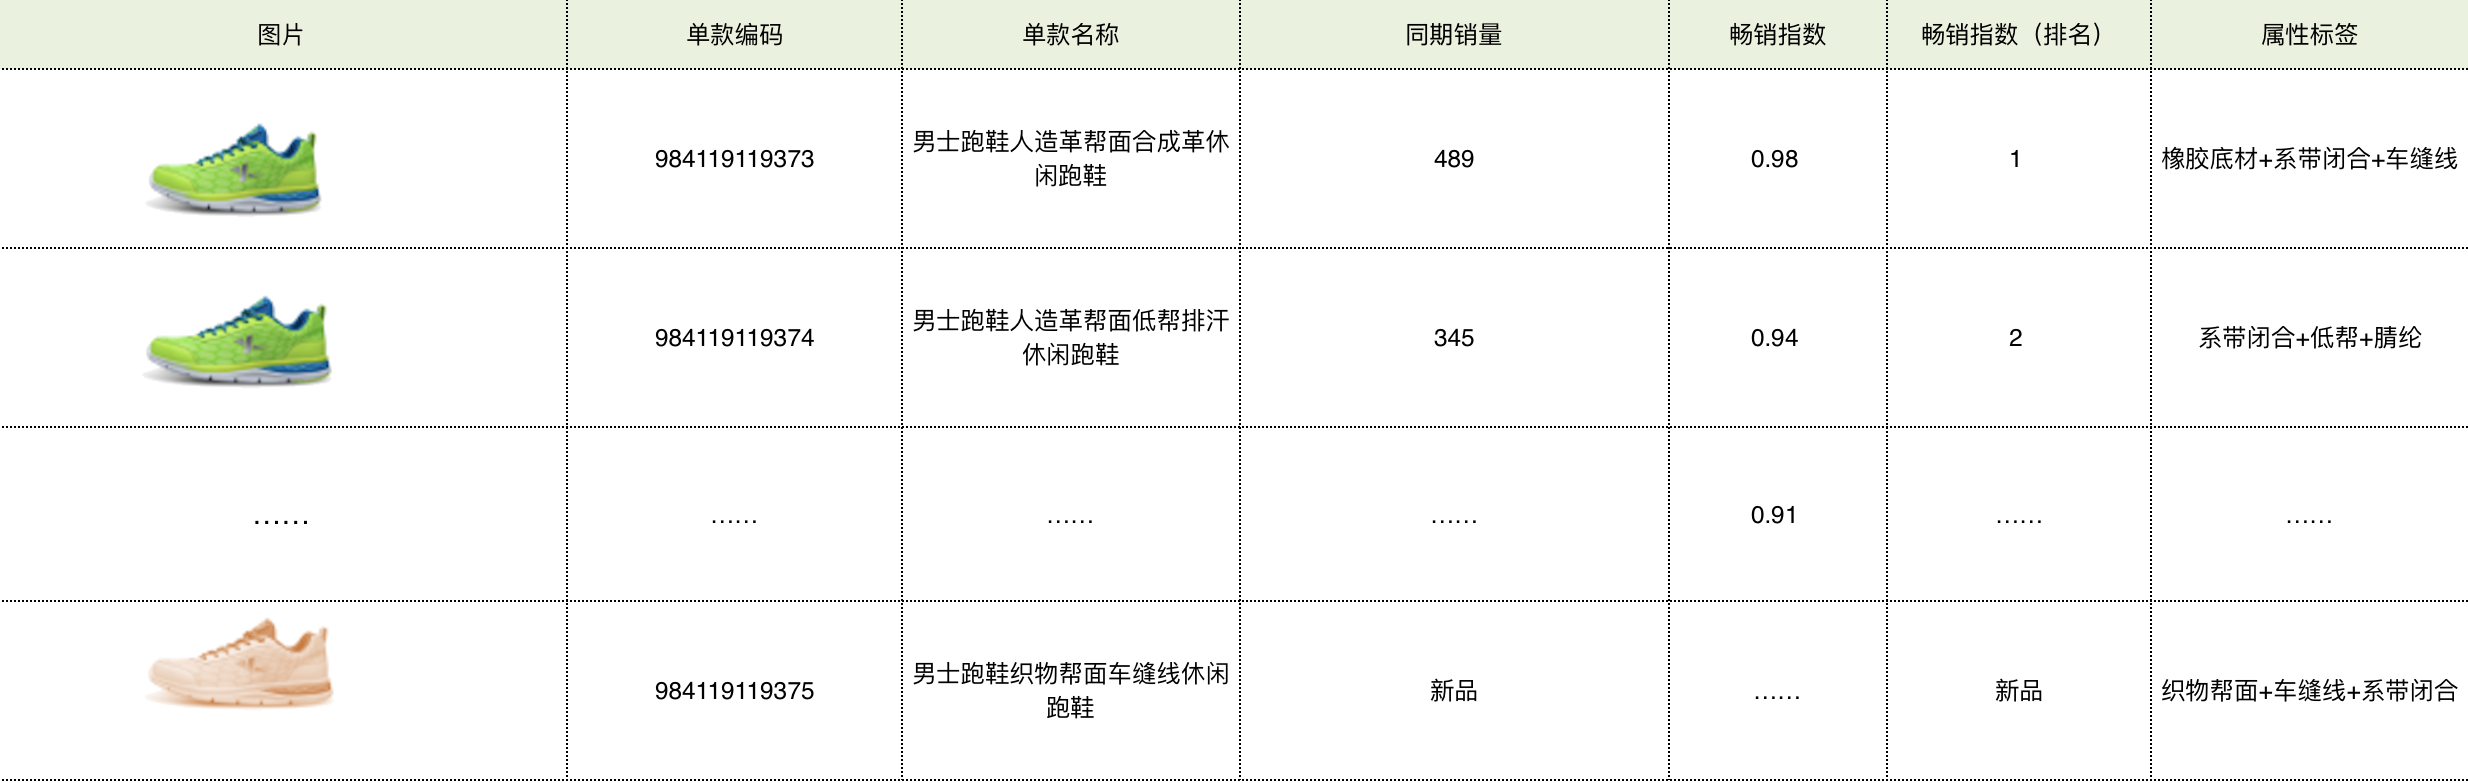 图片 单款编码 单款名称 同期销量 畅销指数 畅销指数（排名） 属性标签
984119119373 男士跑鞋人造革帮面合成革休 489 0.98 1 橡胶底材+系带闭合+车缝线
闲跑鞋
984119119374 男士跑鞋人造革帮面低帮排汗 345 0.94 2 系带闭合+低帮+腈纶
休闲跑鞋
…… …… …… …… 0.91 …… ……
984119119375 男士跑鞋织物帮面车缝线休闲 新品 …… 新品 织物帮面+车缝线+系带闭合
跑鞋